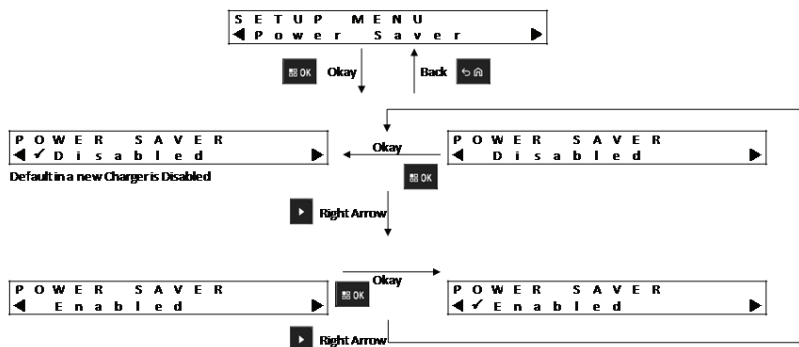 SETUP MENU
◀Power Saver ▶
OK Okay Back
POWER SAVER
◀✓Disabled ▶
Default in a new Charger is Disabled
Okay
OK
POWER SAVER
◀ Disabled ▶
Right Arrow
POWER SAVER
◀ Enabled ▶
Okay
OK
POWER SAVER
◀✓Enabled ▶
Right Arrow